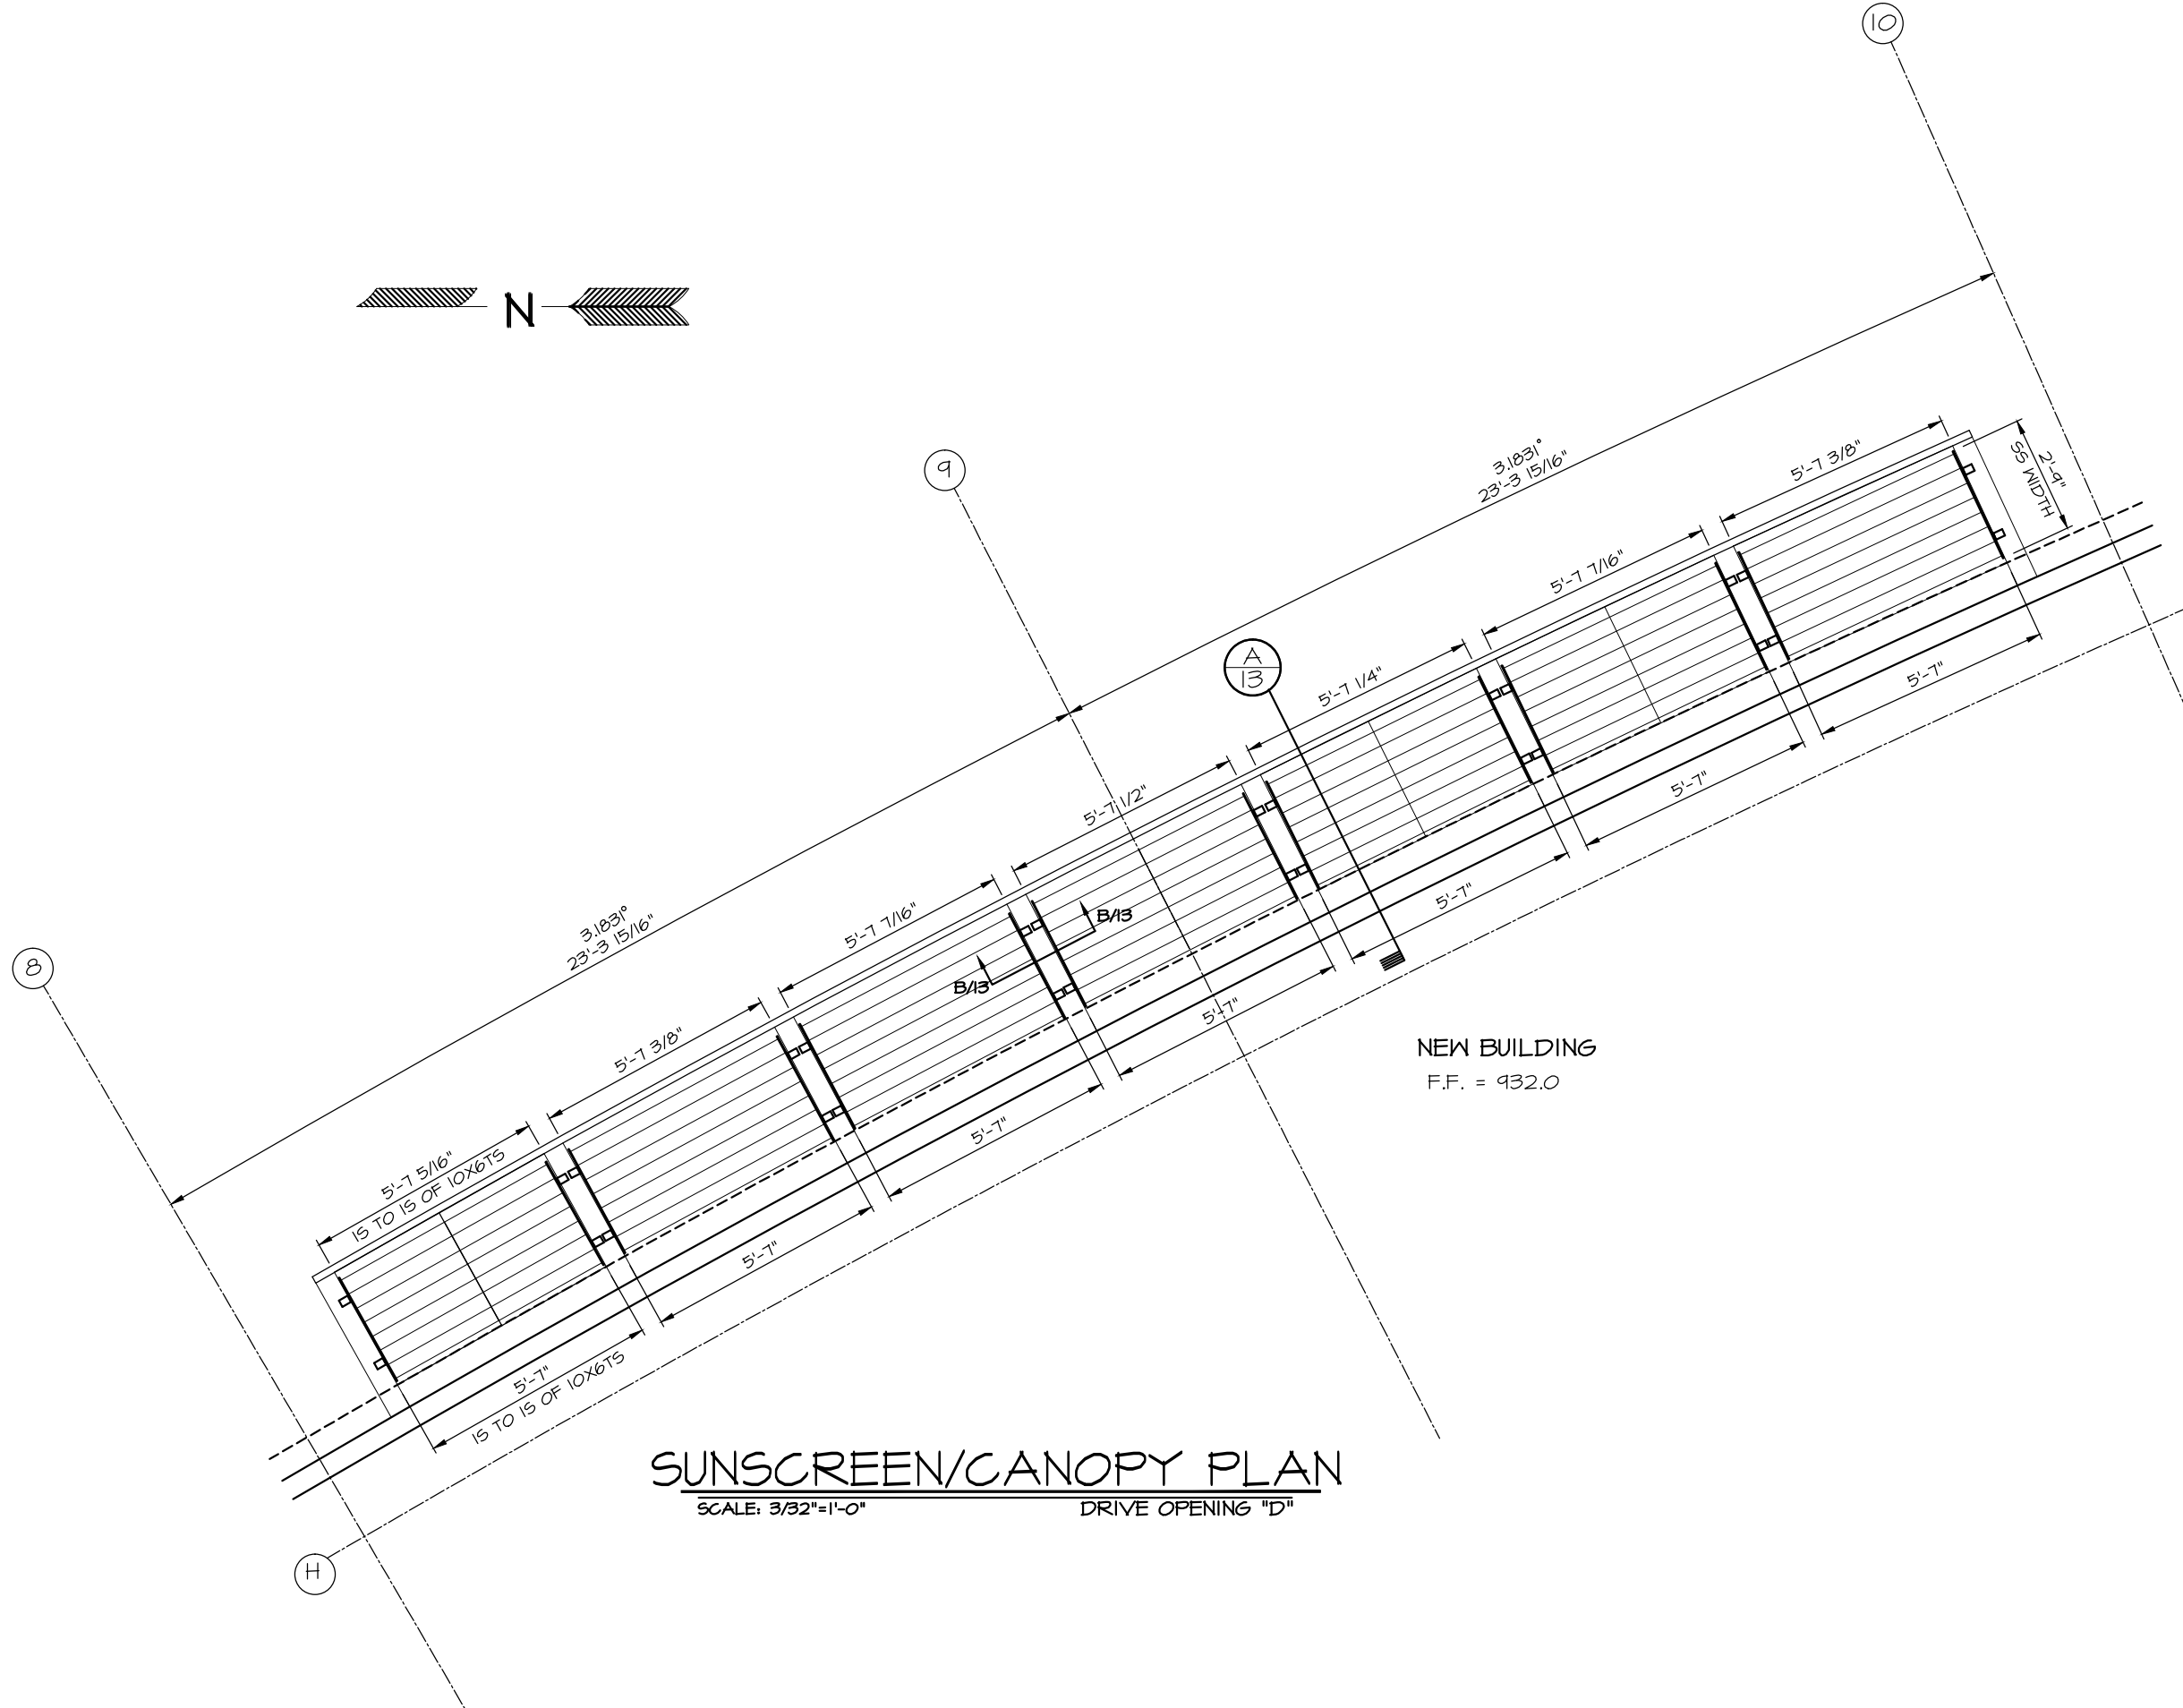 10
N
9
3.1831°
23'-3 15/16"
5'-7 3/8"
2'-9"
SS WIDTH
5'-7 7/16"
A
13
5'-7 1/4"
5'-7"
5'-7 1/2"
5'-7"
3.1831°
23'-3 15/16"
5'-7 7/16"
B/13
B/13
5'-7"
8
5'-7 3/8"
5'-7"
NEW BUILDING
F.F. = 932.0
5'-7 5/16"
IS TO IS OF 10X6TS
5'-7"
5'-7"
5'-7"
IS TO IS OF 10X6TS
SUNSCREEN/CANOPY PLAN
SCALE: 3/32"=1'-0"
DRIVE OPENING "D"
H